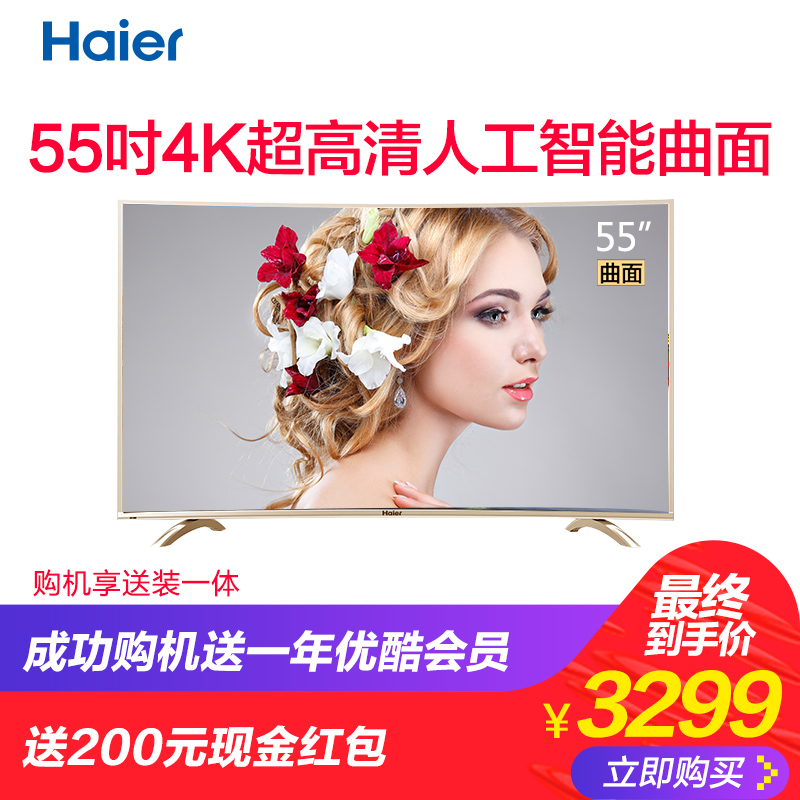 Haier
55吋4K超高清人工智能曲面
55"
曲面
Haier
购机享送装一体
成功购机送一年优酷会员
送200元现金红包
最终
到手价
¥3299
立即购买